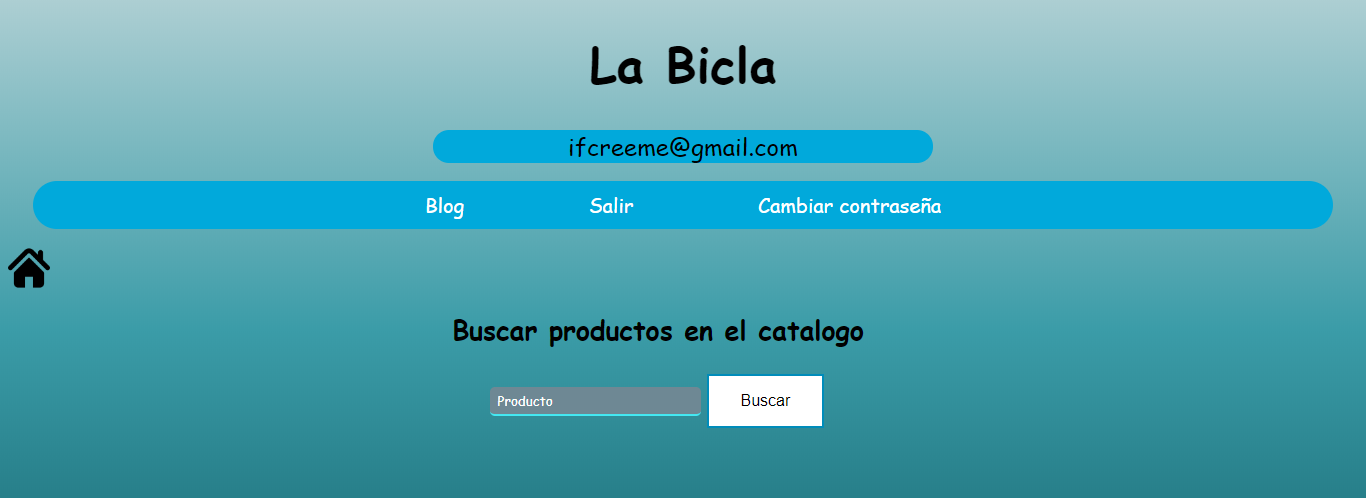 La Bicla
ifcreeme@gmail.com
Blog Salir Cambiar contraseña
Buscar productos en el catalogo
Producto Buscar